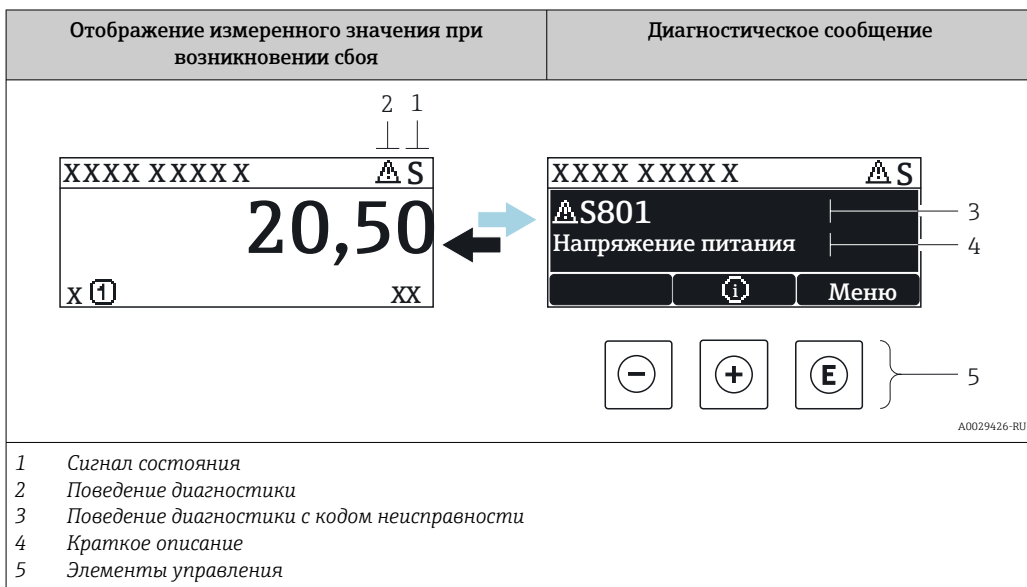 Отображение измеренного значения при
возникновении сбоя
Диагностическое сообщение
2 1
XXXX XXXXX
⚠ S
20,50
X 1
XX
XXXX XXXXX
⚠ S
⚠S801
Напряжение питания
i
Меню
3
4
−
+
E
5
A0029426-RU
1 Сигнал состояния
2 Поведение диагностики
3 Поведение диагностики с кодом неисправности
4 Краткое описание
5 Элементы управления